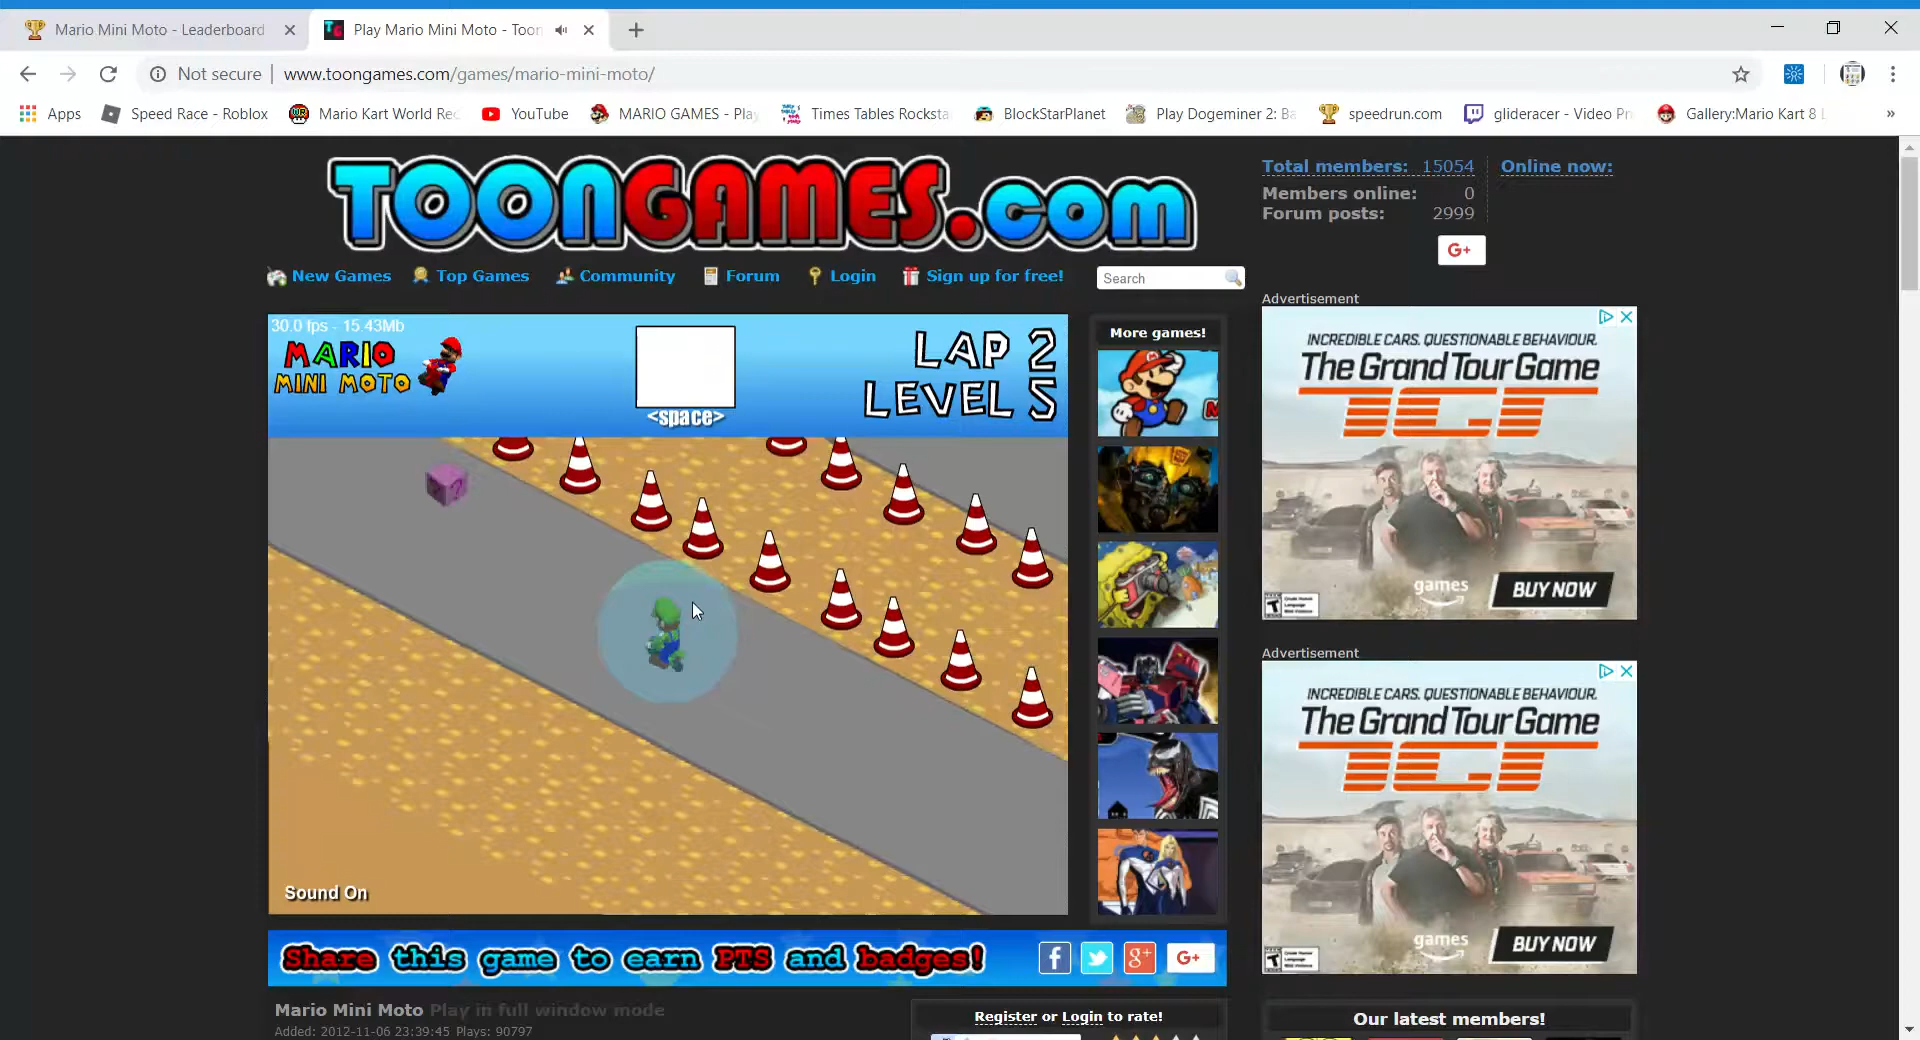 Mario Mini Moto - Leaderboard
Play Mario Mini Moto - Toon
Not secure
www.toongames.com/games/mario-mini-moto/
Apps
Speed Race - Roblox
Mario Kart World Rec
YouTube
MARIO GAMES - Play
Times Tables Rocksta
BlockStarPlanet
Play Dogeminer 2: Ba
speedrun.com
glideracer - Video Pr
Gallery:Mario Kart 8
»
TOONGAMES.com
Total members: 15054
Online now:
Members online: 0
Forum posts: 2999
G+
New Games
Top Games
Community
Forum
Login
Sign up for free!
Search
30.0 fps - 15.43Mb
MARIO
MINI MOTO
<space>
LAP 2
LEVEL 5
Sound On
More games!
Advertisement
INCREDIBLE CARS. QUESTIONABLE BEHAVIOUR.
The Grand Tour Game
TGT
games
BUY NOW
Advertisement
INCREDIBLE CARS. QUESTIONABLE BEHAVIOUR.
The Grand Tour Game
TGT
games
BUY NOW
Share this game to earn PTS and badges!
G+
Mario Mini Moto Play in full window mode
Added: 2012-11-06 23:39:45 Plays: 90797
Register or Login to rate!
Our latest members!